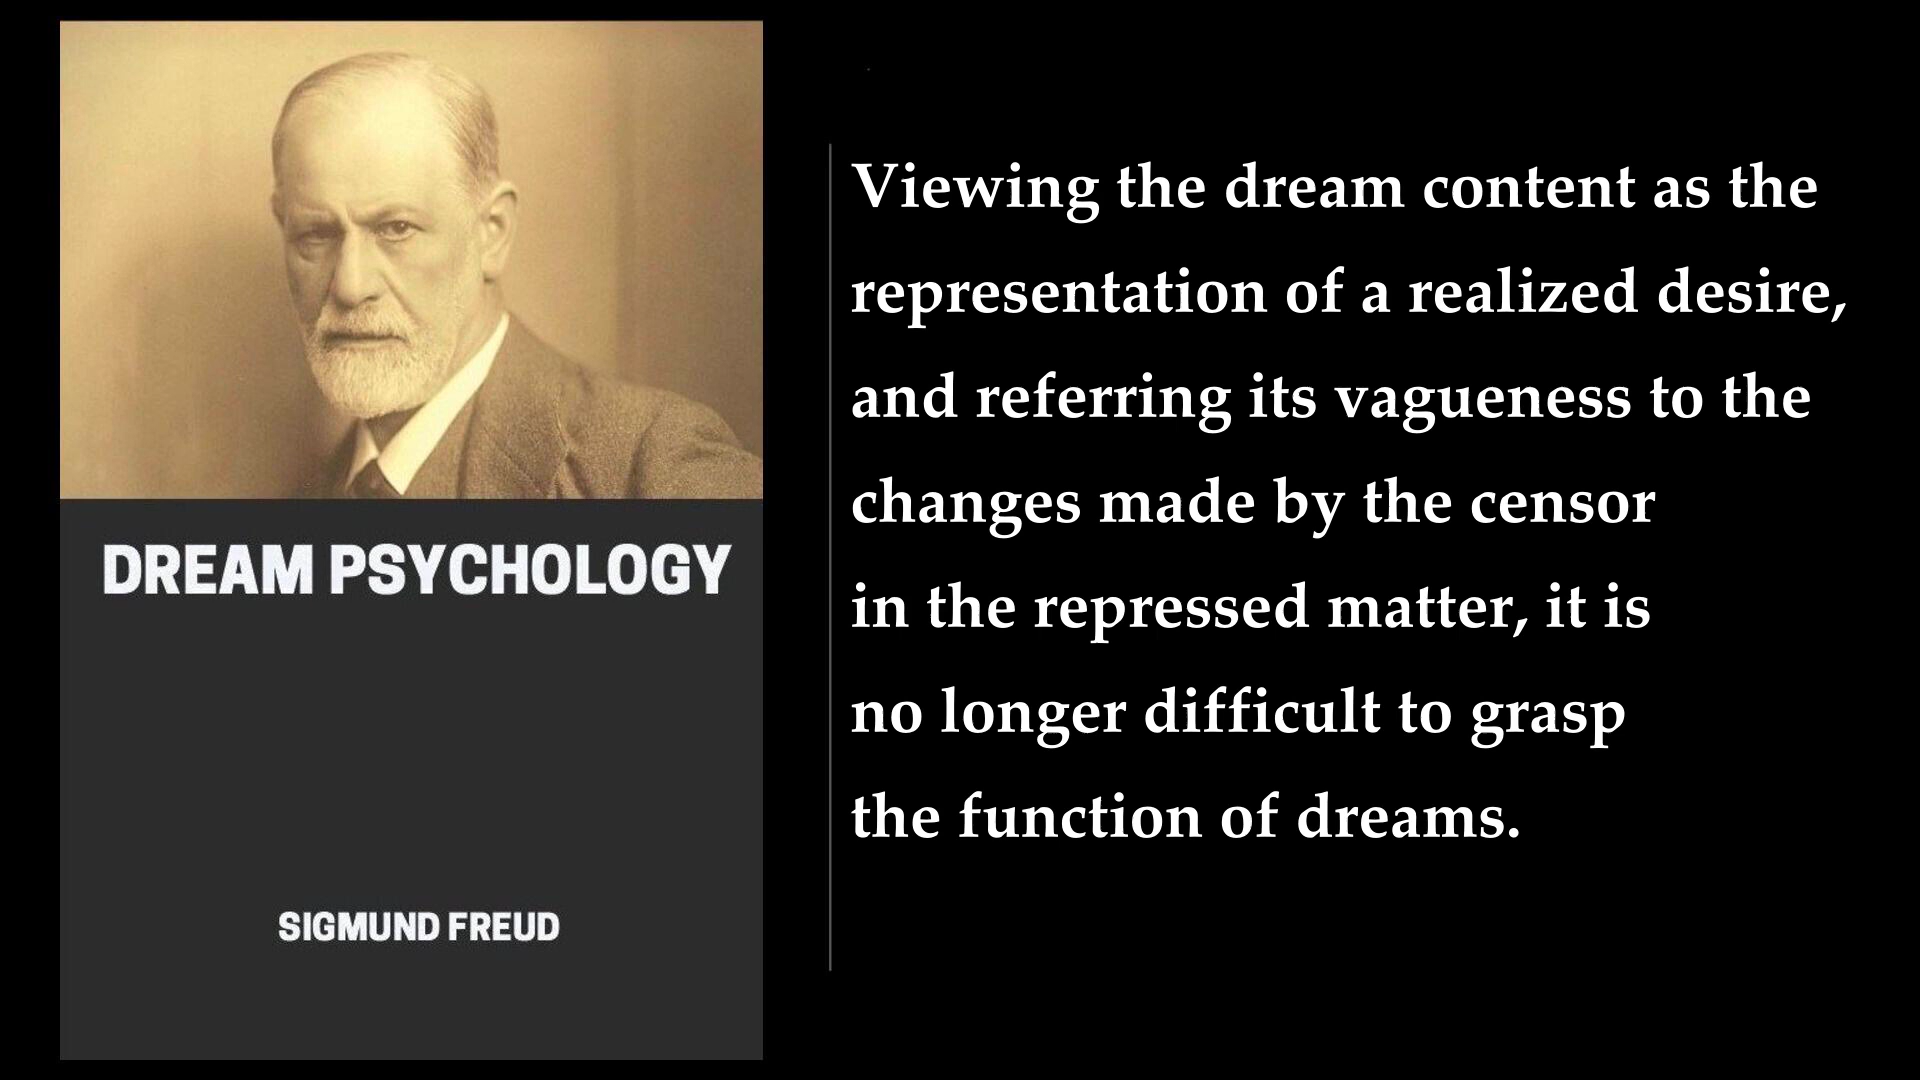 DREAM PSYCHOLOGY
SIGMUND FREUD
Viewing the dream content as the
representation of a realized desire,
and referring its vagueness to the
changes made by the censor
in the repressed matter, it is
no longer difficult to grasp
the function of dreams.